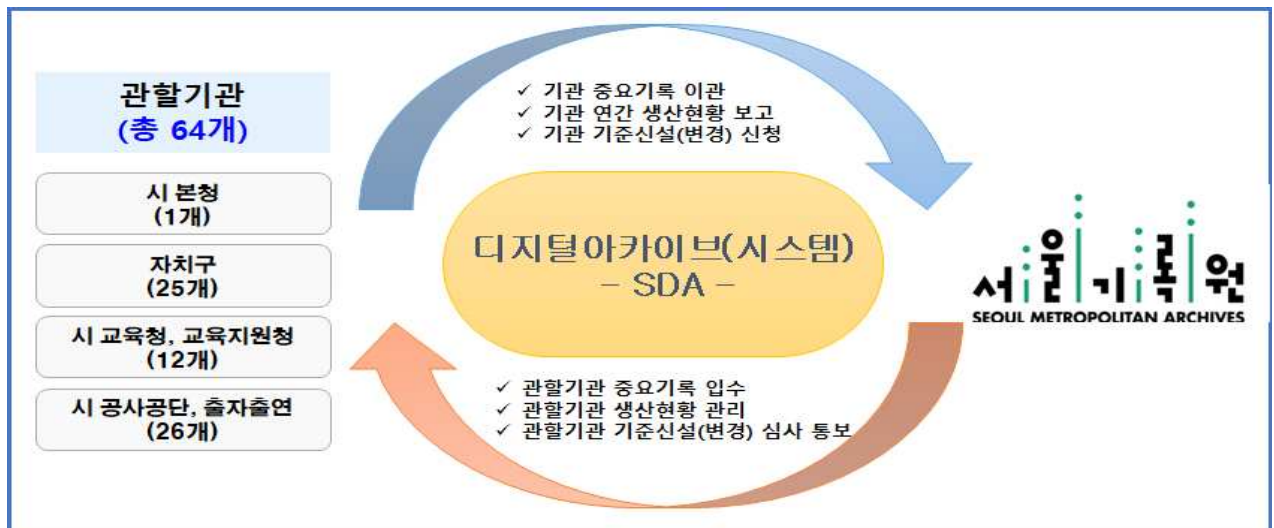 관할기관
(총 64개)
시 본청
(1개)
자치구
(25개)
시 교육청, 교육지원청
(12개)
시 공사공단, 출자출연
(26개)
✓ 기관 중요기록 이관
✓ 기관 연간 생산현황 보고
✓ 기관 기준신설(변경) 신청
디지털아카이브(시스템)
– SDA –
✓ 관할기관 중요기록 입수
✓ 관할기관 생산현황 관리
✓ 관할기관 기준신설(변경) 심사 통보
서울기록원
SEOUL METROPOLITAN ARCHIVES